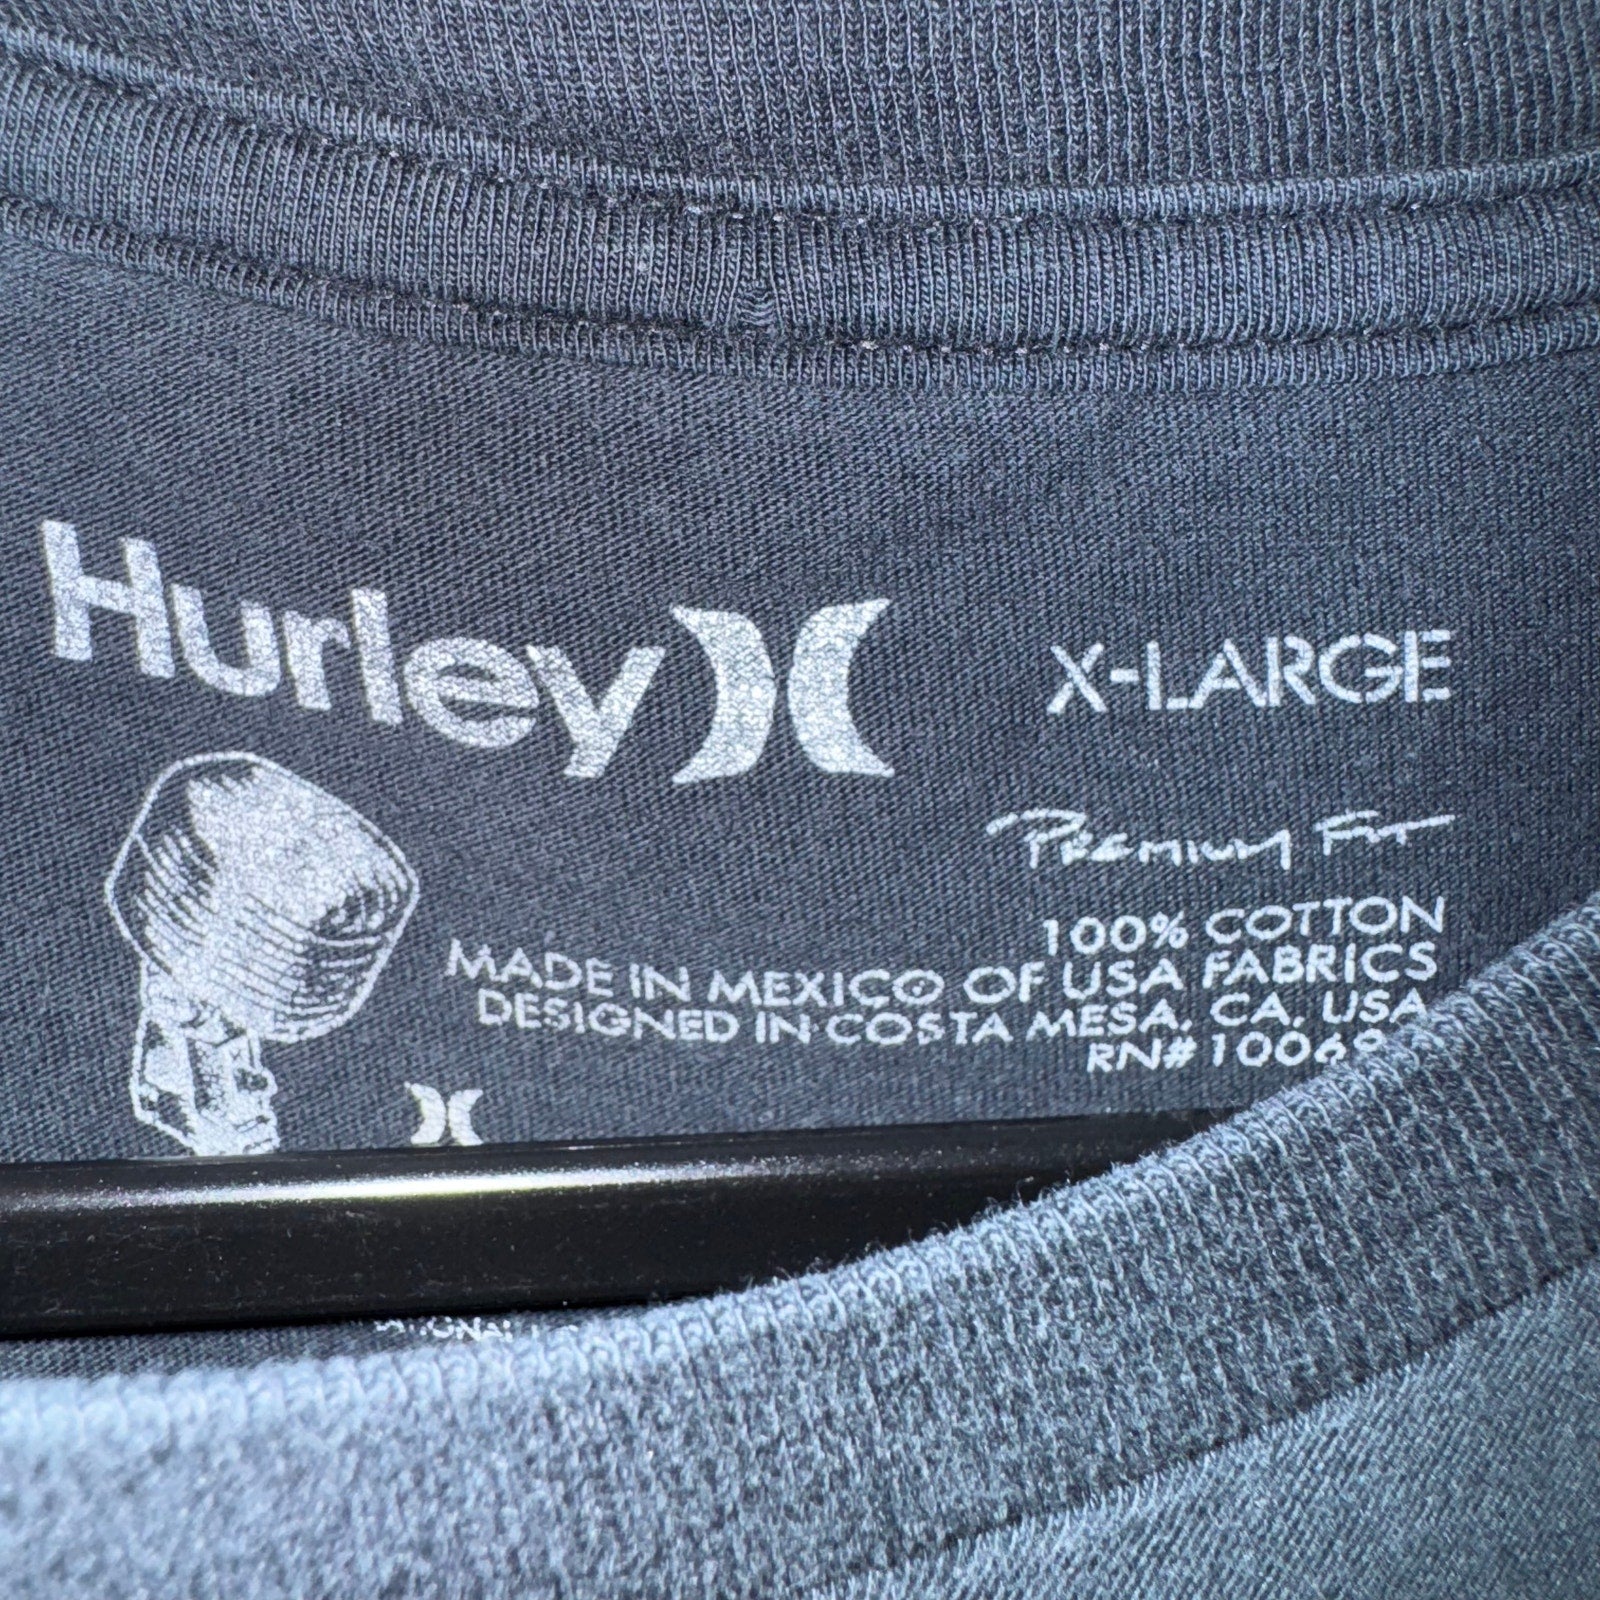 Hurley
X-LARGE
PREMIUM FIT
100% COTTON
MADE IN MEXICO OF USA FABRICS
DESIGNED IN COSTA MESA, CA, USA